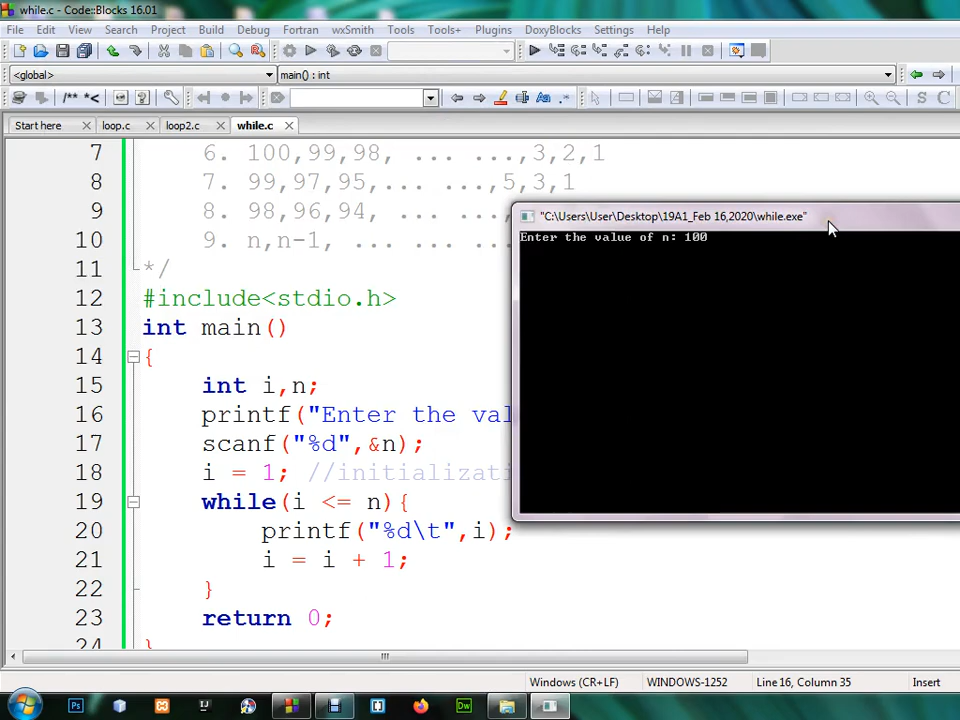 while.c - Code::Blocks 16.01
File Edit View Search Project Build Debug Fortran wxSmith Tools Tools+ Plugins DoxyBlocks Settings Help
<global> main() : int
/** *<
Start here loop.c loop2.c while.c
7 6. 100,99,98, ... ...,3,2,1
8 7. 99,97,95,... ...,5,3,1
9 8. 98,96,94, ... ...,
10 9. n,n-1, ...
11 */
12 #include<stdio.h>
13 int main()
14 {
15 int i,n;
16 printf("Enter the val
17 scanf("%d",&n);
18 i = 1; //initializati
19 while(i <= n){
20 printf("%d\t",i);
21 i = i + 1;
22 }
23 return 0;
24 }
"C:\Users\User\Desktop\19A1_Feb 16,2020\while.exe"
Enter the value of n: 100
Windows (CR+LF) WINDOWS-1252 Line 16, Column 35 Insert